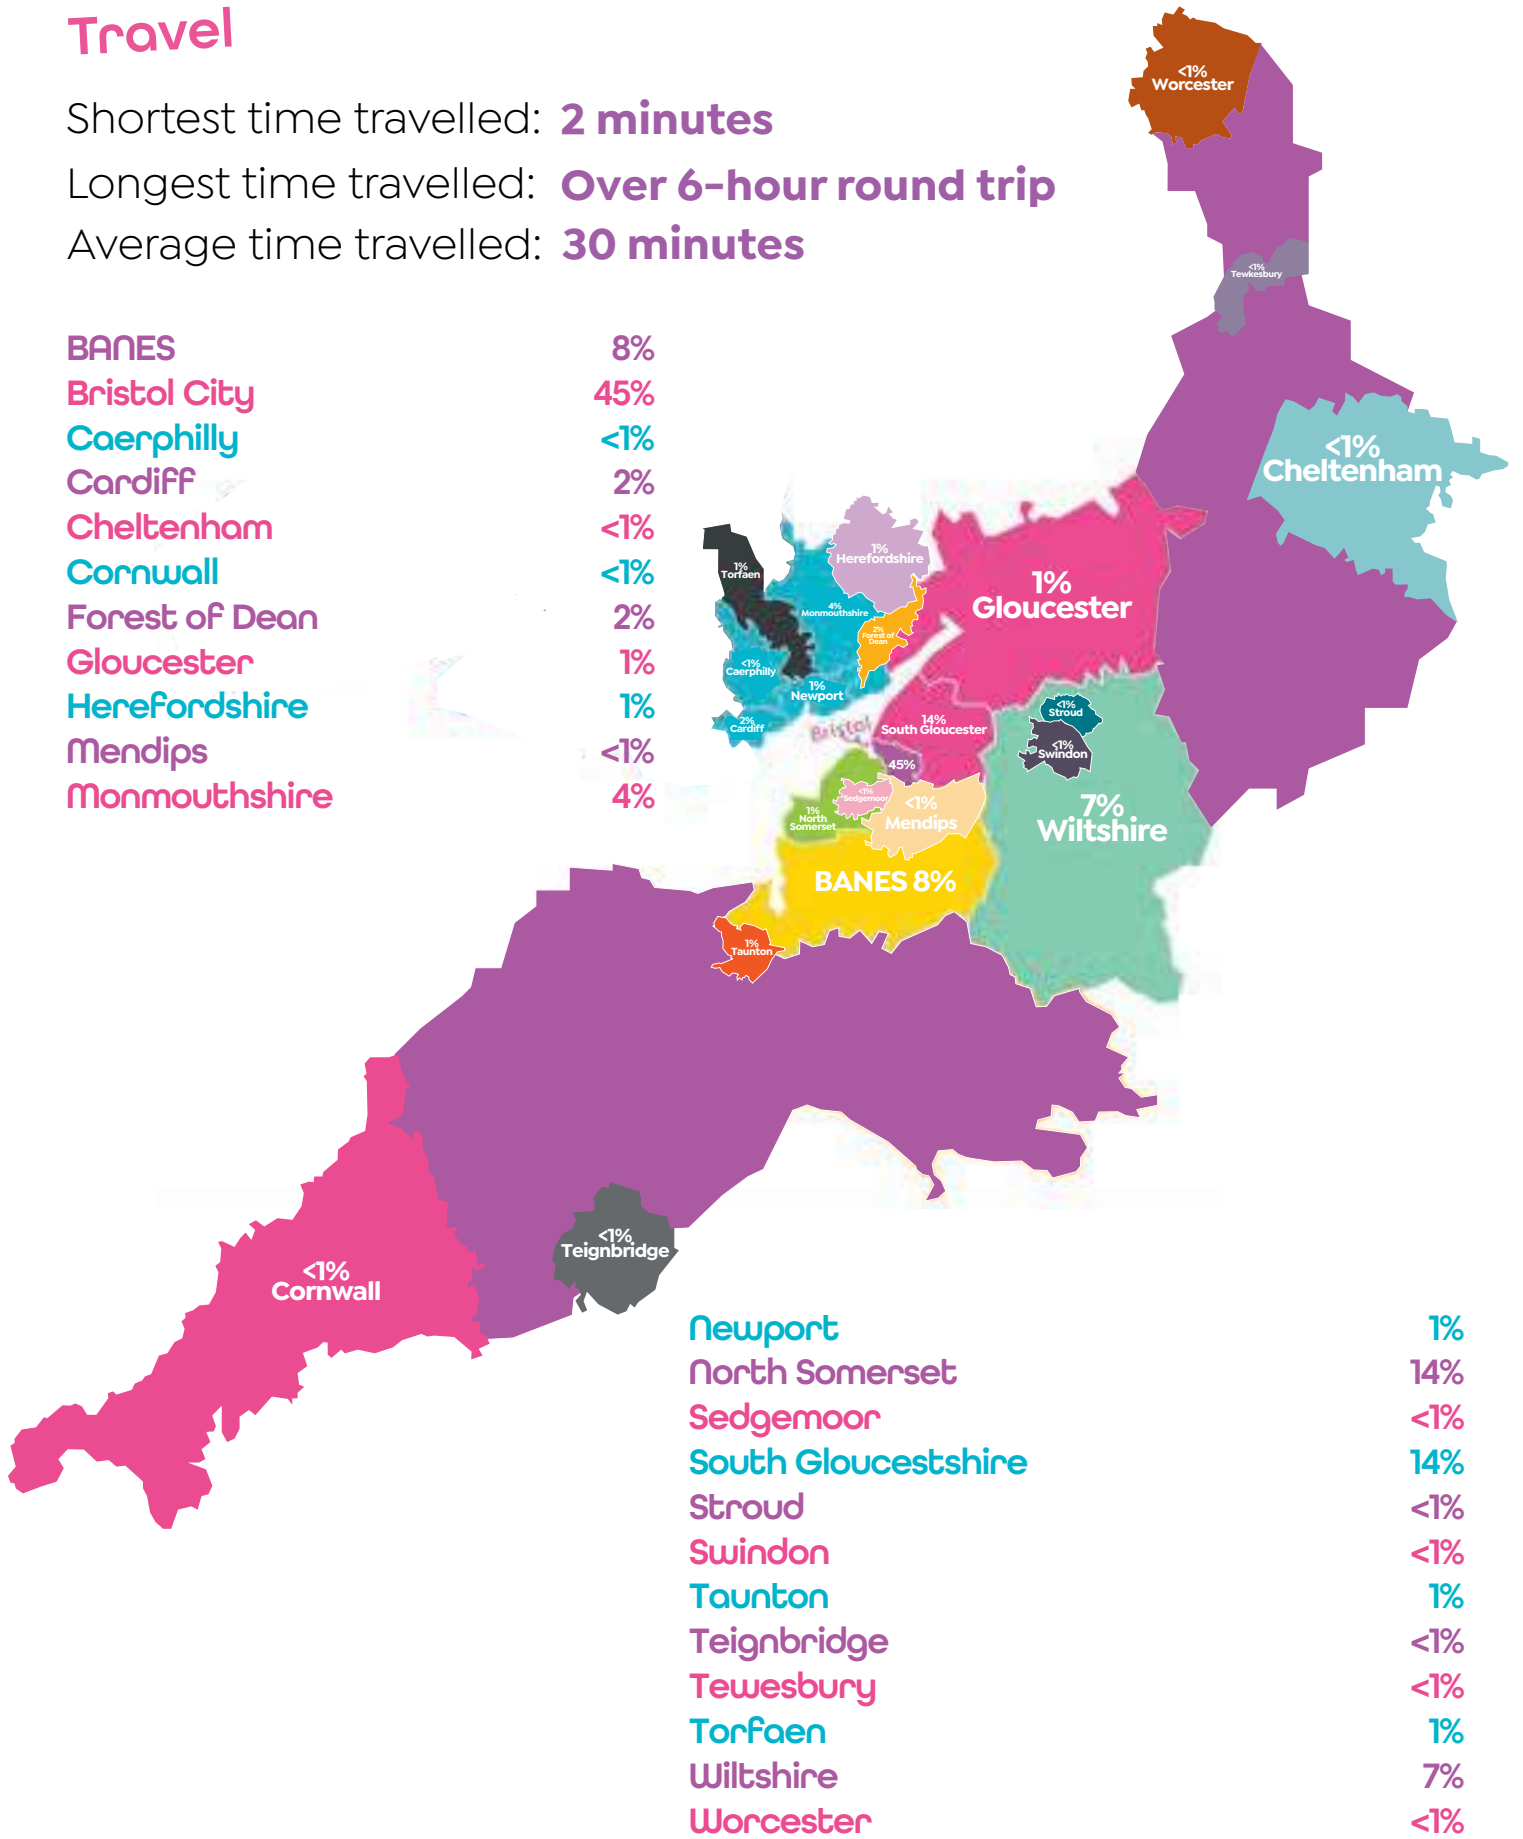 Travel
Shortest time travelled: 2 minutes
Longest time travelled: Over 6-hour round trip
Average time travelled: 30 minutes
BANES 8%
Bristol City 45%
Caerphilly <1%
Cardiff 2%
Cheltenham <1%
Cornwall <1%
Forest of Dean 2%
Gloucester 1%
Herefordshire 1%
Mendips <1%
Monmouthshire 4%
<1%
Worcester
<1%
Tewkesbury
<1%
Cheltenham
1%
Herefordshire
1%
Torfaen
1%
Gloucester
4%
Monmouthshire
2%
Forest of
Dean
<1%
Caerphilly
1%
Newport
2%
Cardiff
Bristol
14%
South Gloucester
<1%
Stroud
<1%
Swindon
45%
<1%
Sedgemoor
<1%
Mendips
1%
North
Somerset
7%
Wiltshire
BANES 8%
1%
Taunton
<1%
Teignbridge
<1%
Cornwall
Newport 1%
North Somerset 14%
Sedgemoor <1%
South Gloucestshire 14%
Stroud <1%
Swindon <1%
Taunton 1%
Teignbridge <1%
Tewesbury <1%
Torfaen 1%
Wiltshire 7%
Worcester <1%